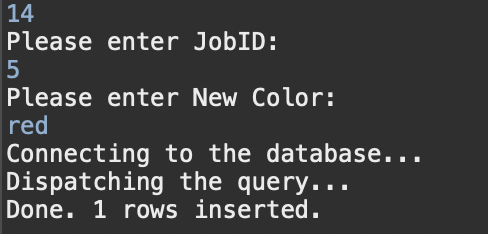 14
Please enter JobID:
5
Please enter New Color:
red
Connecting to the database...
Dispatching the query...
Done. 1 rows inserted.